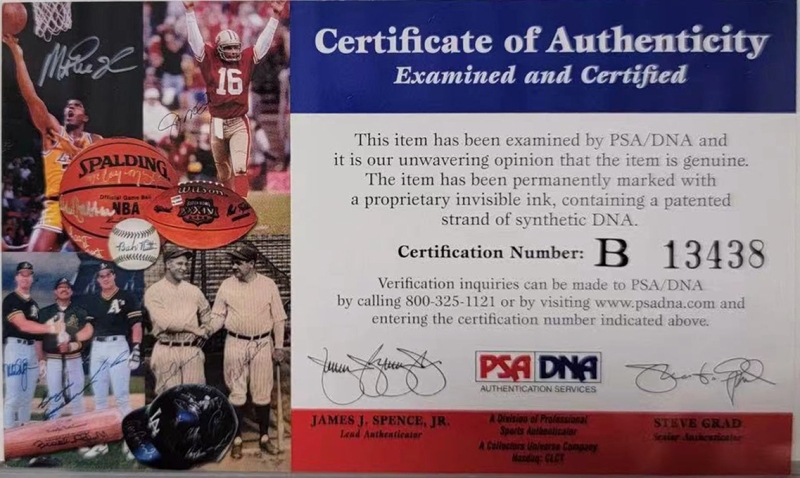 Certificate of Authenticity
Examined and Certified
This item has been examined by PSA/DNA and
it is our unwavering opinion that the item is genuine.
The item has been permanently marked with
a proprietary invisible ink, containing a patented
strand of synthetic DNA.
Certification Number: B 13438
Verification inquiries can be made to PSA/DNA
by calling 800-325-1121 or by visiting www.psadna.com and
entering the certification number indicated above.
PSA DNA
AUTHENTICATION SERVICES
JAMES J. SPENCE, JR.
Lead Authenticator
A Division of Professional
Sports Authenticator
A Collectors Universe Company
Nasdaq: CLCT
STEVE GRAD
Senior Authenticator
16
SPALDING
Official Game Ball
NBA
Wilson
XXXIV
A's